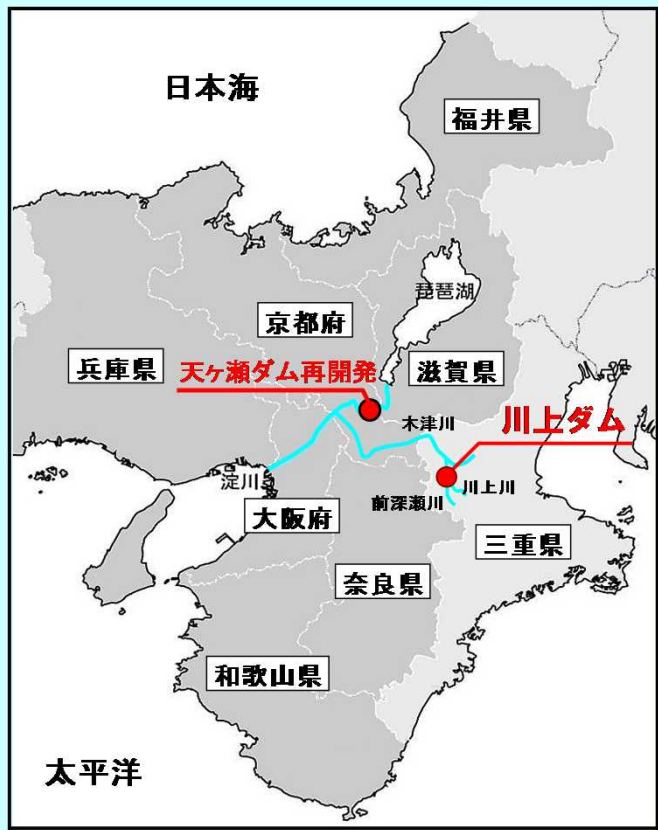 日本海
福井県
琵琶湖
京都府
兵庫県
天ヶ瀬ダム再開発
滋賀県
木津川
川上ダム
淀川
前深瀬川
川上川
大阪府
三重県
奈良県
和歌山県
太平洋